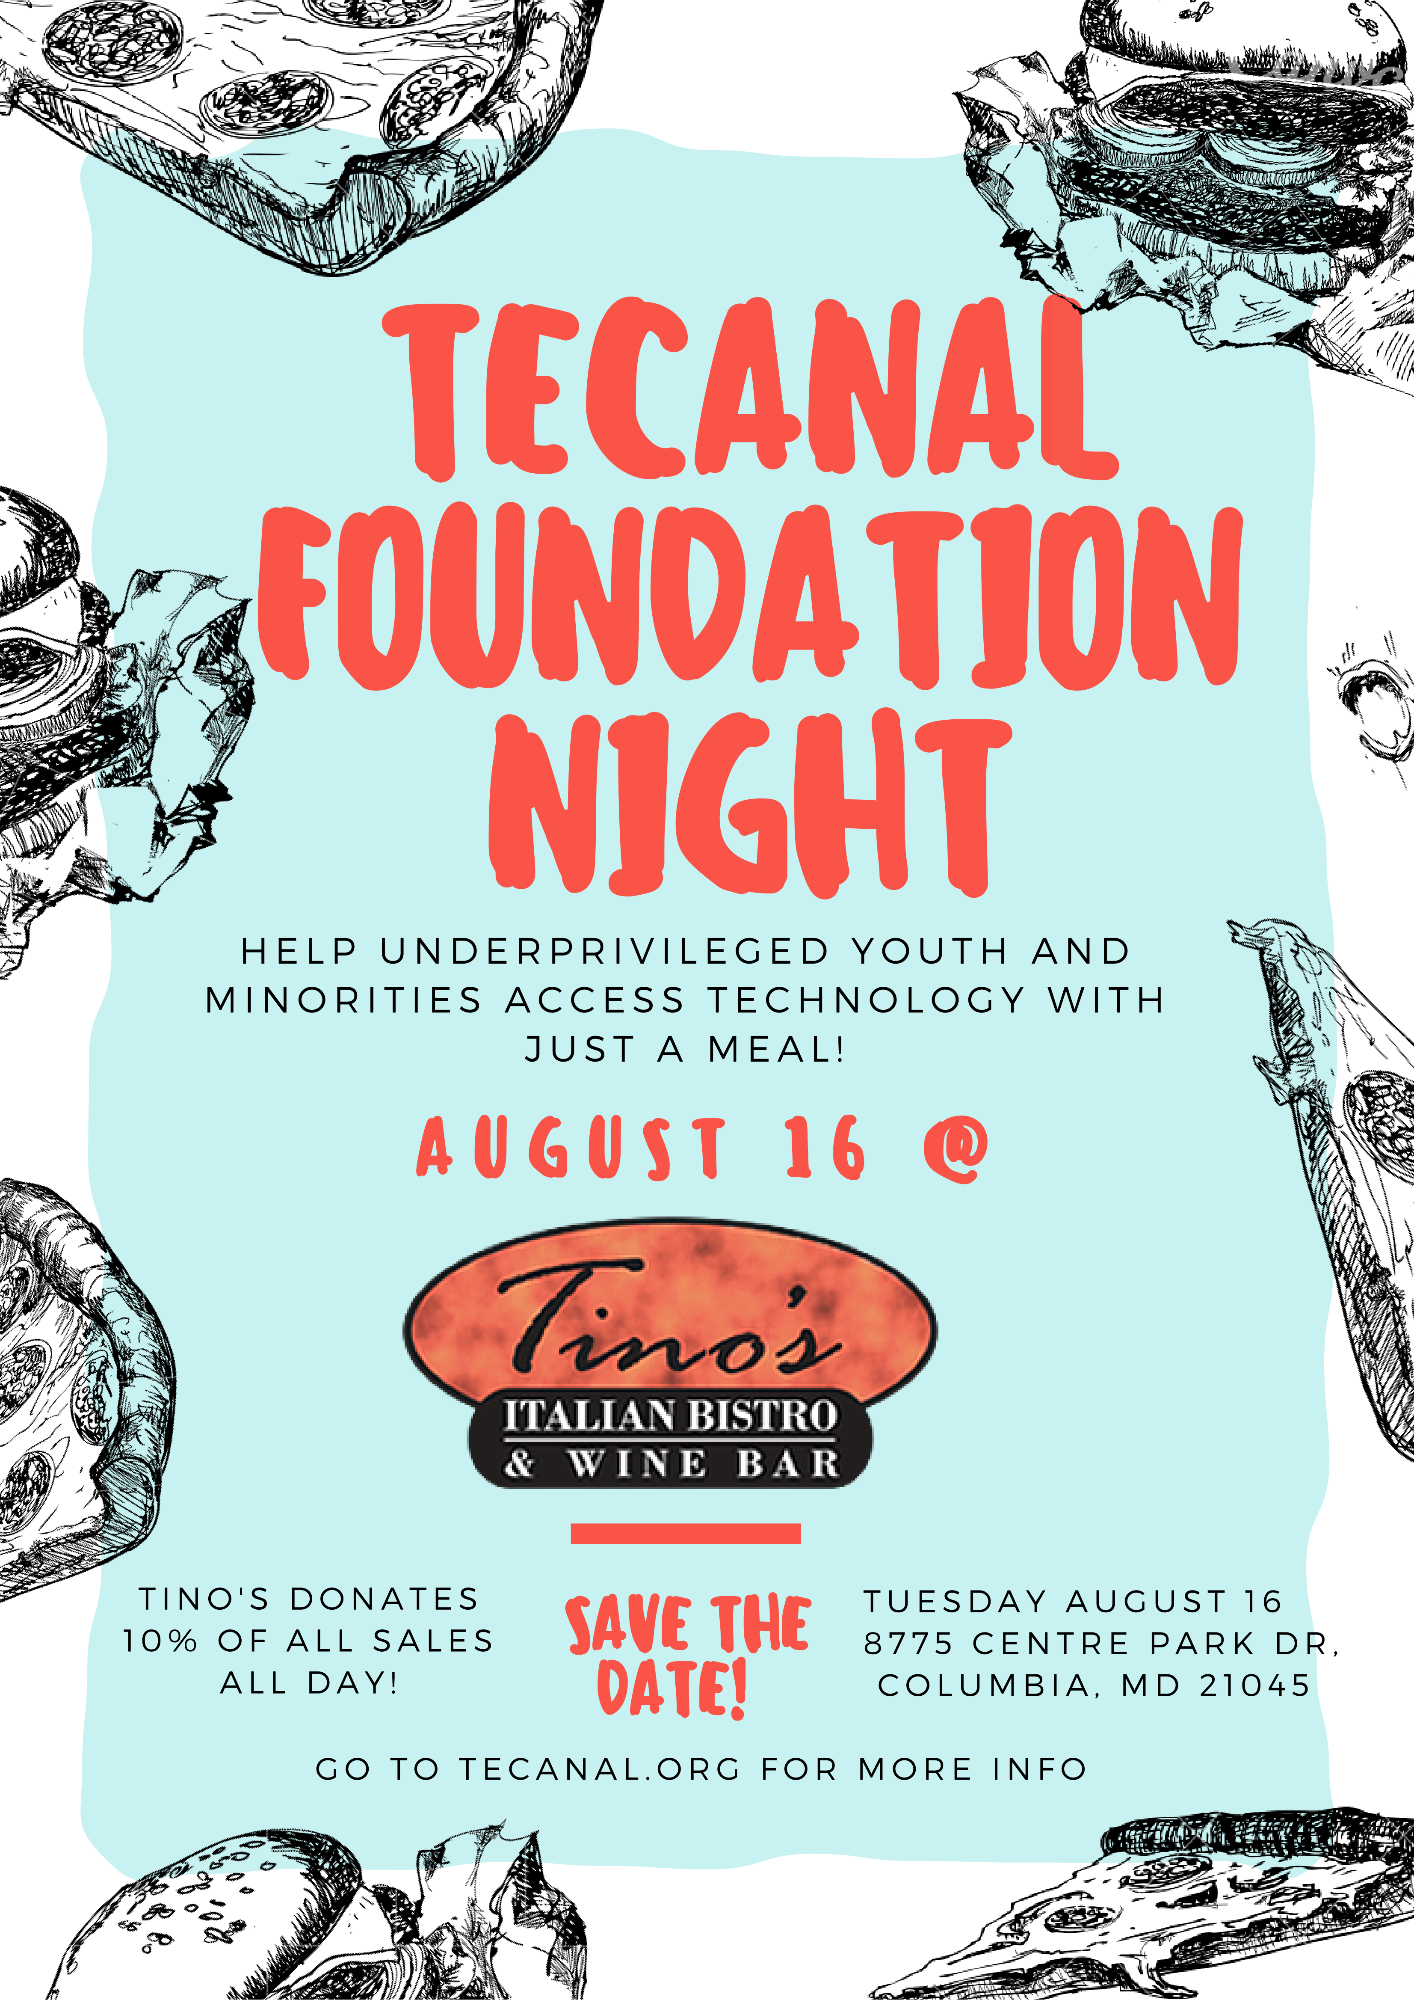 TECANAL
FOUNDATION
NIGHT
HELP UNDERPRIVILEGED YOUTH AND
MINORITIES ACCESS TECHNOLOGY WITH
JUST A MEAL!
AUGUST 16 @
Tino's
ITALIAN BISTRO
& WINE BAR
TINO'S DONATES
10% OF ALL SALES
ALL DAY!
SAVE THE
DATE!
TUESDAY AUGUST 16
8775 CENTRE PARK DR,
COLUMBIA, MD 21045
GO TO TECANAL.ORG FOR MORE INFO